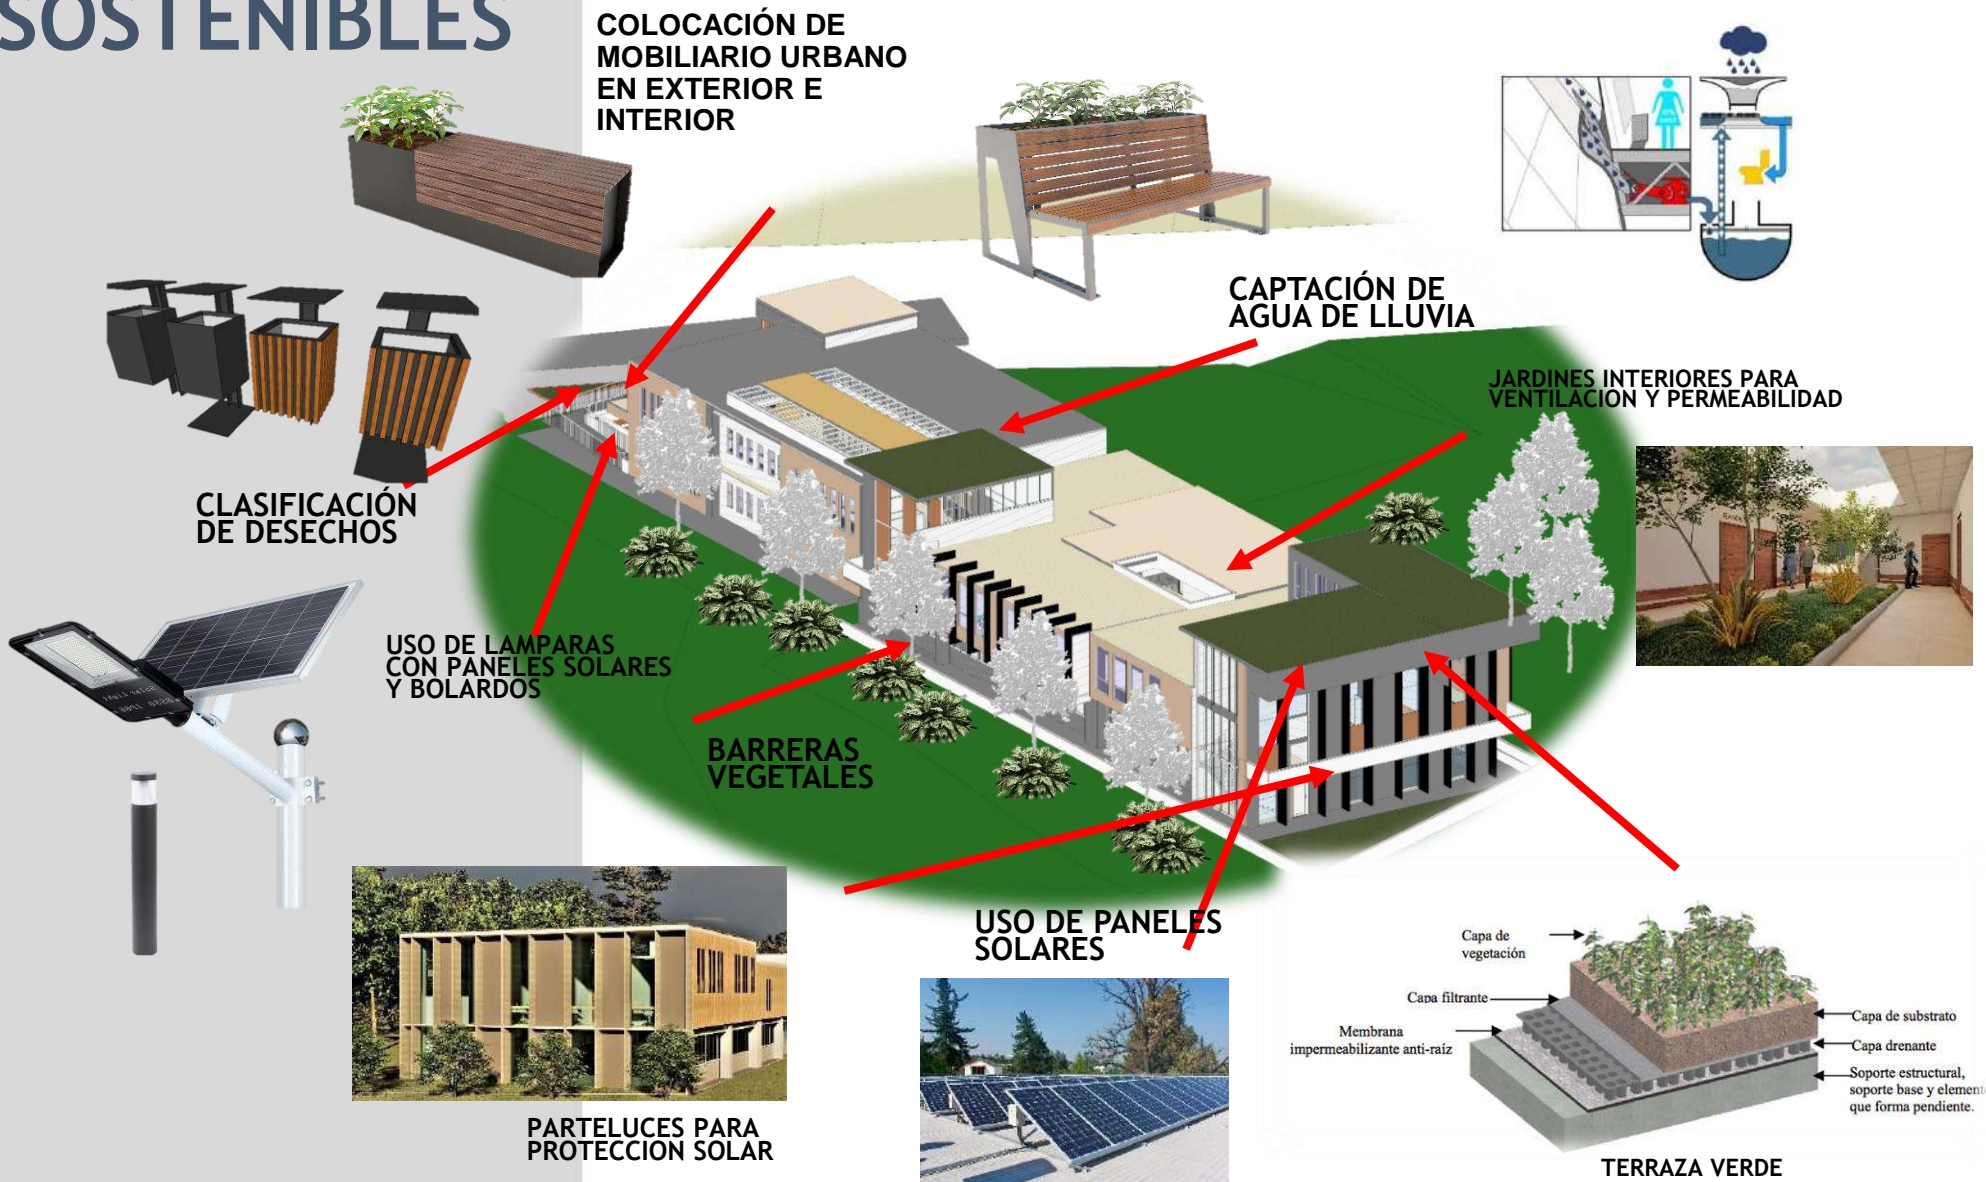 SOSTENIBLES
COLOCACIÓN DE
MOBILIARIO URBANO
EN EXTERIOR E
INTERIOR
CAPTACIÓN DE
AGUA DE LLUVIA
JARDINES INTERIORES PARA
VENTILACION Y PERMEABILIDAD
CLASIFICACIÓN
DE DESECHOS
USO DE LAMPARAS
CON PANELES SOLARES
Y BOLARDOS
BARRERAS
VEGETALES
USO DE PANELES
SOLARES
PARTELUCES PARA
PROTECCION SOLAR
Capa de
vegetación
Capa filtrante
Membrana
impermeabilizante anti-raíz
Capa de substrato
Capa drenante
Soporte estructural,
soporte base y element
que forma pendiente.
TERRAZA VERDE